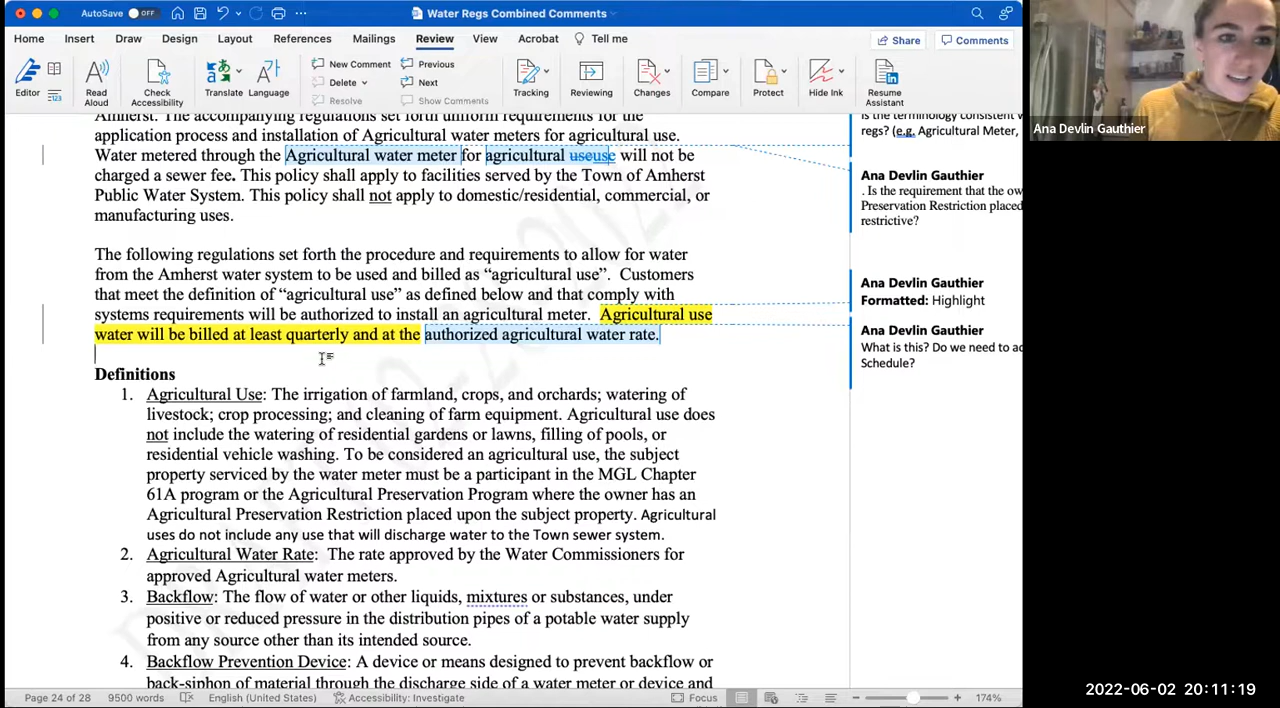 AutoSave OFF
Water Regs Combined Comments
Home Insert Draw Design Layout References Mailings Review View Acrobat Tell me
Share Comments
Editor
Read Aloud
Check Accessibility
Translate Language
New Comment Previous
Delete Next
Resolve Show Comments
Tracking Reviewing Changes Compare Protect Hide Ink Resume Assistant
Ana Devlin Gauthier
Amherst. The accompanying regulations set forth uniform requirements for the
application process and installation of Agricultural water meters for agricultural use.
Water metered through the Agricultural water meter for agricultural useuse will not be
charged a sewer fee. This policy shall apply to facilities served by the Town of Amherst
Public Water System. This policy shall not apply to domestic/residential, commercial, or
manufacturing uses.
The following regulations set forth the procedure and requirements to allow for water
from the Amherst water system to be used and billed as “agricultural use”. Customers
that meet the definition of “agricultural use” as defined below and that comply with
systems requirements will be authorized to install an agricultural meter. Agricultural use
water will be billed at least quarterly and at the authorized agricultural water rate.
Definitions
1. Agricultural Use: The irrigation of farmland, crops, and orchards; watering of
livestock; crop processing; and cleaning of farm equipment. Agricultural use does
not include the watering of residential gardens or lawns, filling of pools, or
residential vehicle washing. To be considered an agricultural use, the subject
property serviced by the water meter must be a participant in the MGL Chapter
61A program or the Agricultural Preservation Program where the owner has an
Agricultural Preservation Restriction placed upon the subject property. Agricultural
uses do not include any use that will discharge water to the Town sewer system.
2. Agricultural Water Rate: The rate approved by the Water Commissioners for
approved Agricultural water meters.
3. Backflow: The flow of water or other liquids, mixtures or substances, under
positive or reduced pressure in the distribution pipes of a potable water supply
from any source other than its intended source.
4. Backflow Prevention Device: A device or means designed to prevent backflow or
back-siphon of material through the discharge side of a water meter or device and
Is the terminology consistent
regs? (e.g, Agricultural Meter,
Ana Devlin Gauthier
. Is the requirement that the ow
Preservation Restriction placed
restrictive?
Ana Devlin Gauthier
Formatted: Highlight
Ana Devlin Gauthier
What is this? Do we need to ad
Schedule?
Page 24 of 28 9500 words English (United States) Accessibility: Investigate Focus 174%
2022-06-02 20:11:19